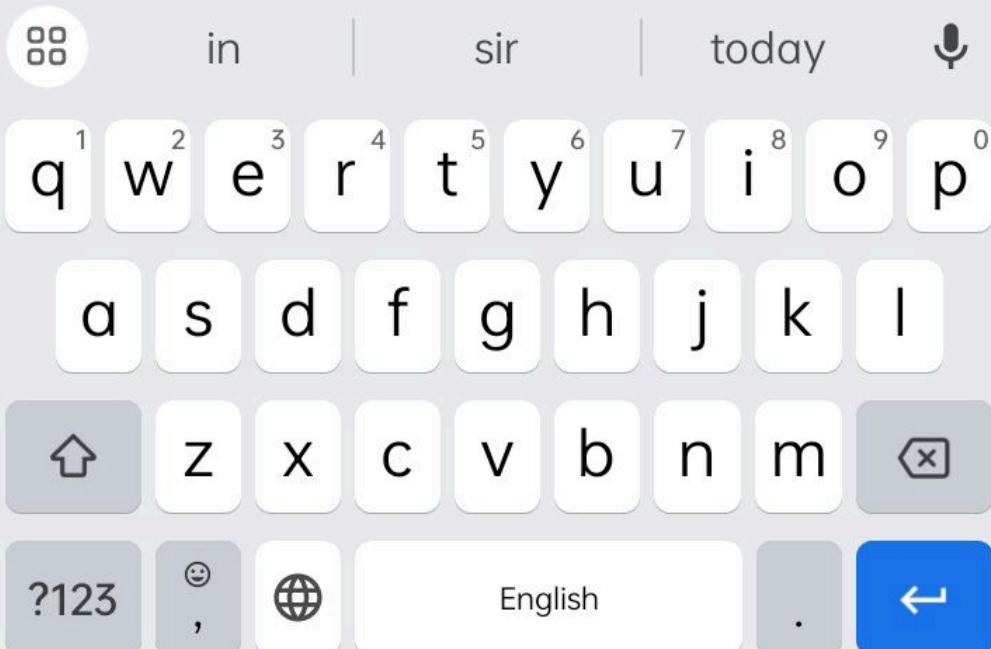 in sir today
1 2 3 4 5 6 7 8 9 0
q w e r t y u i o p
a s d f g h j k l
z x c v b n m
?123 , English .